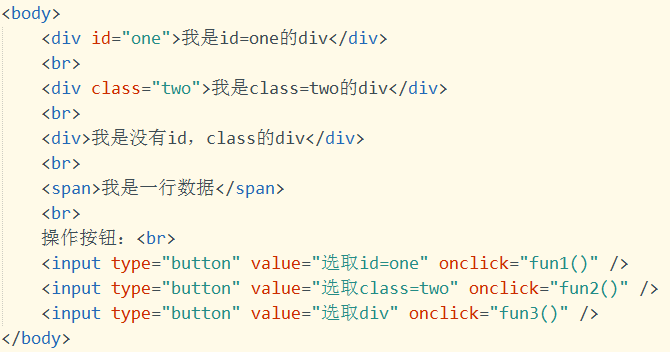 <body>
<div id="one">我是id=one的div</div>
<br>
<div class="two">我是class=two的div</div>
<br>
<div>我是没有id，class的div</div>
<br>
<span>我是一行数据</span>
<br>
操作按钮：<br>
<input type="button" value="选取id=one" onclick="fun1()" />
<input type="button" value="选取class=two" onclick="fun2()" />
<input type="button" value="选取div" onclick="fun3()" />
</body>